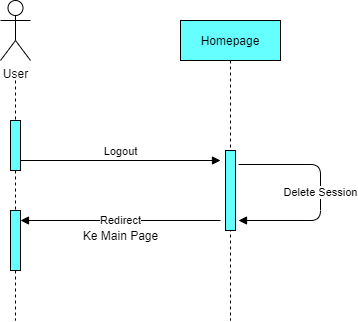 User
Homepage
Logout
Delete Session
Redirect
Ke Main Page